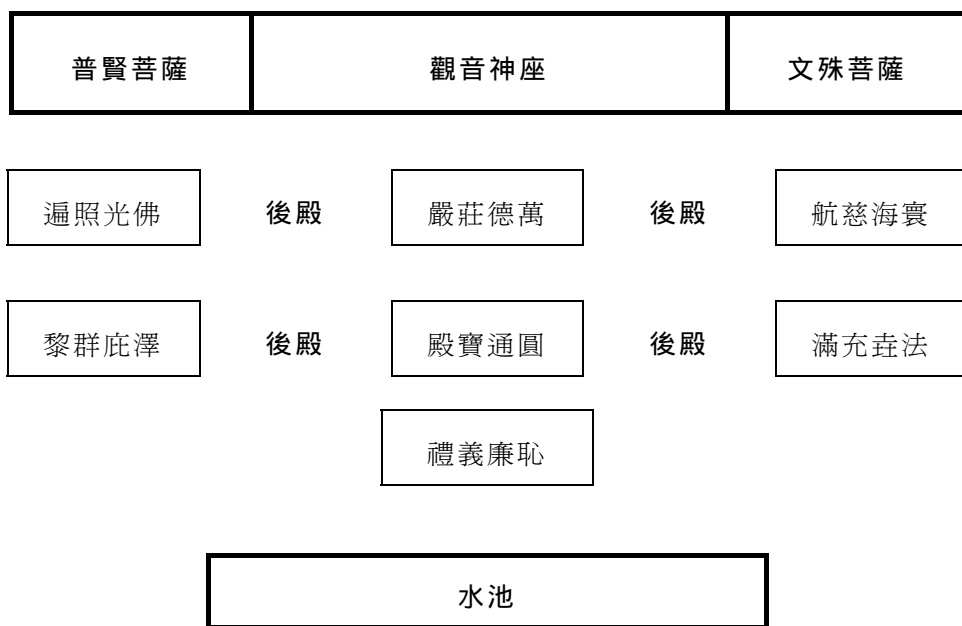 普賢菩薩 觀音神座 文殊菩薩
遍照光佛 後殿 嚴莊德萬 後殿 航慈海寰
黎群庇澤 後殿 殿寶通圓 後殿 滿充垚法
禮義廉恥
水池